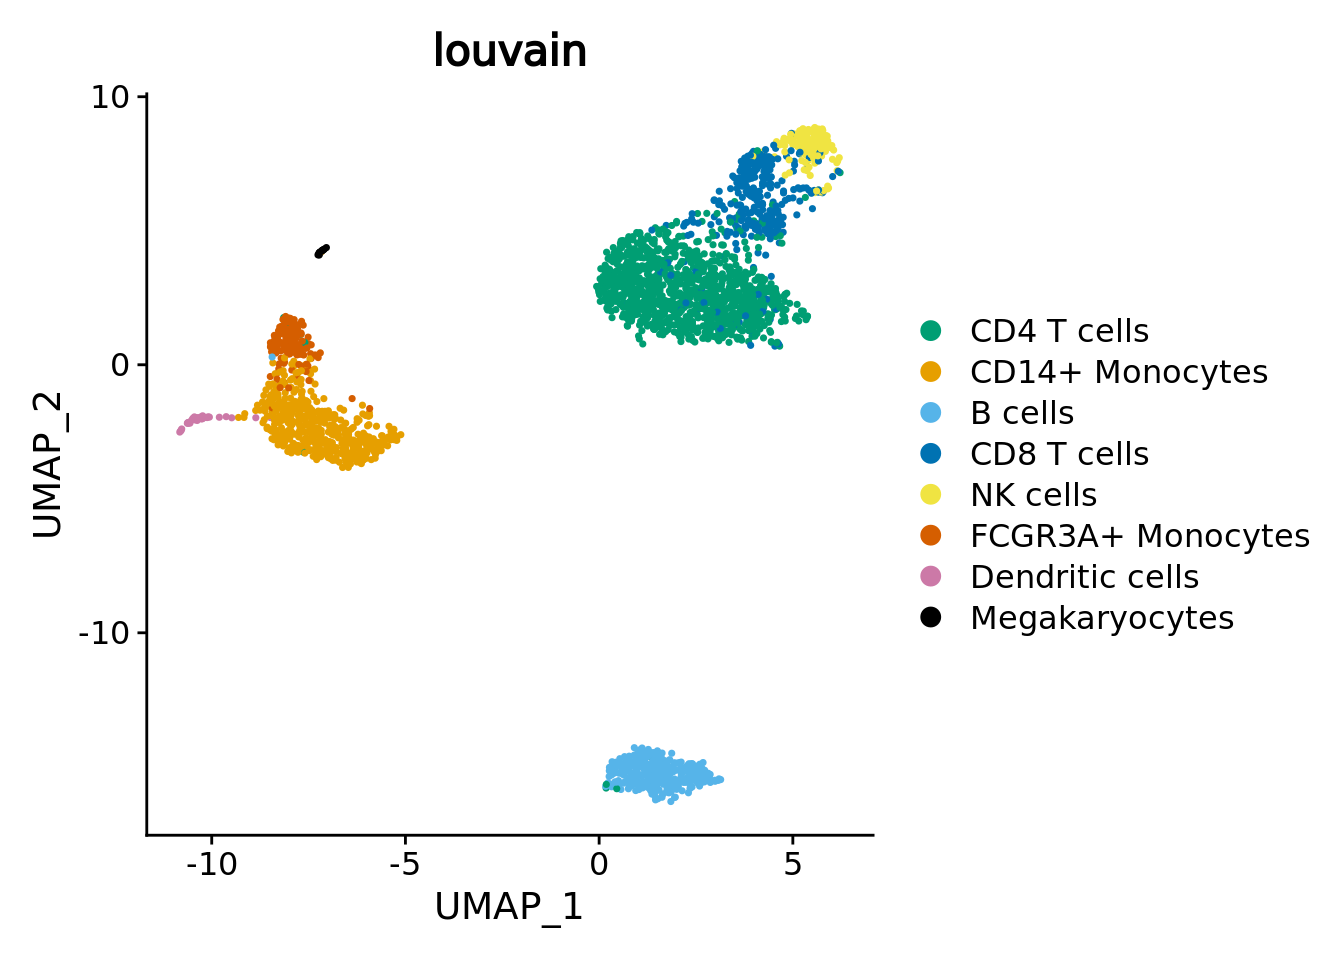 louvain
10
0
-10
UMAP_2
-10
-5
0
5
UMAP_1
CD4 T cells
CD14+ Monocytes
B cells
CD8 T cells
NK cells
FCGR3A+ Monocytes
Dendritic cells
Megakaryocytes